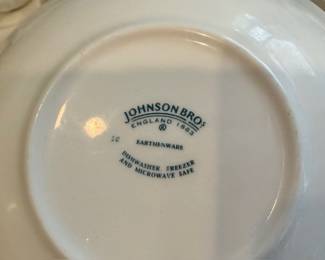 JOHNSON BROS
ENGLAND 1883
®
EARTHENWARE
DISHWASHER FREEZER
AND MICROWAVE SAFE